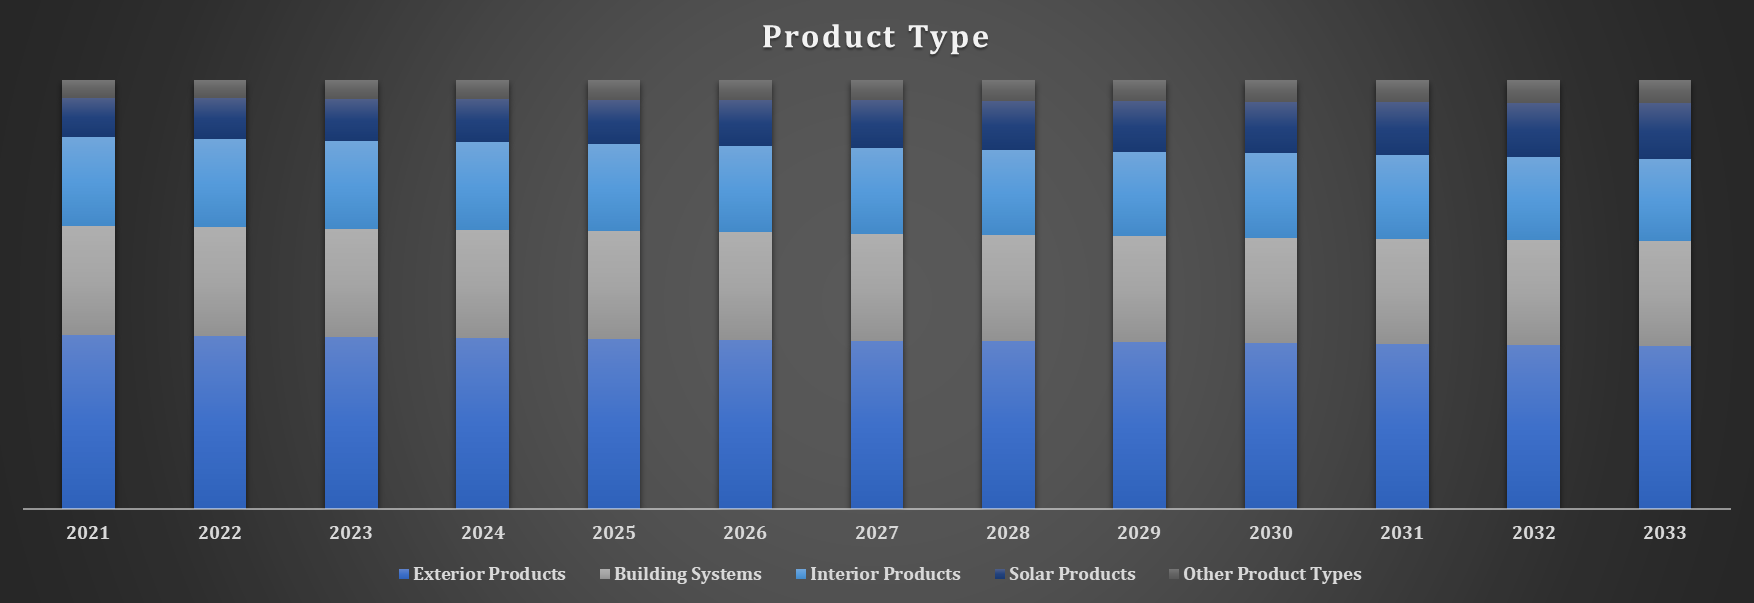 Product Type
2021 2022 2023 2024 2025 2026 2027 2028 2029 2030 2031 2032 2033
Exterior Products Building Systems Interior Products Solar Products Other Product Types